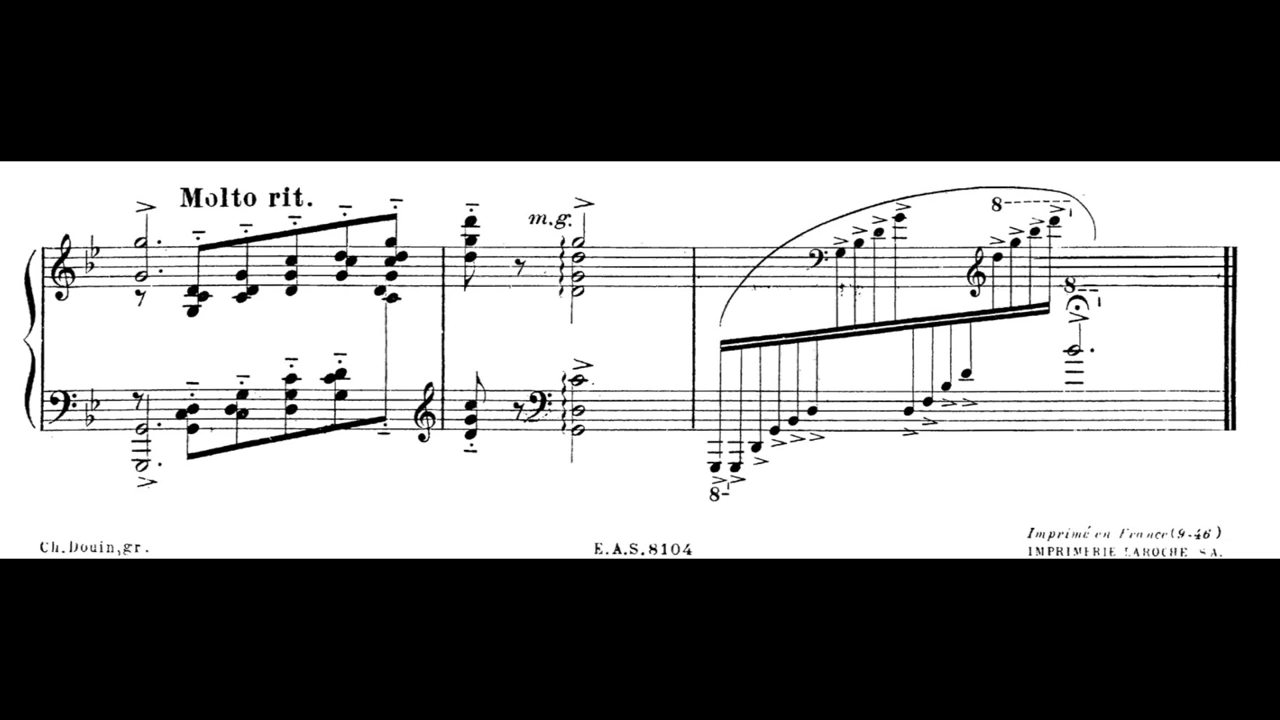 Molto rit.
m.g.
8
8
8
Ch. Douin, gr.
E.A.S. 8104
Imprimé en France (9-46)
IMPRIMERIE LAROCHE S.A.